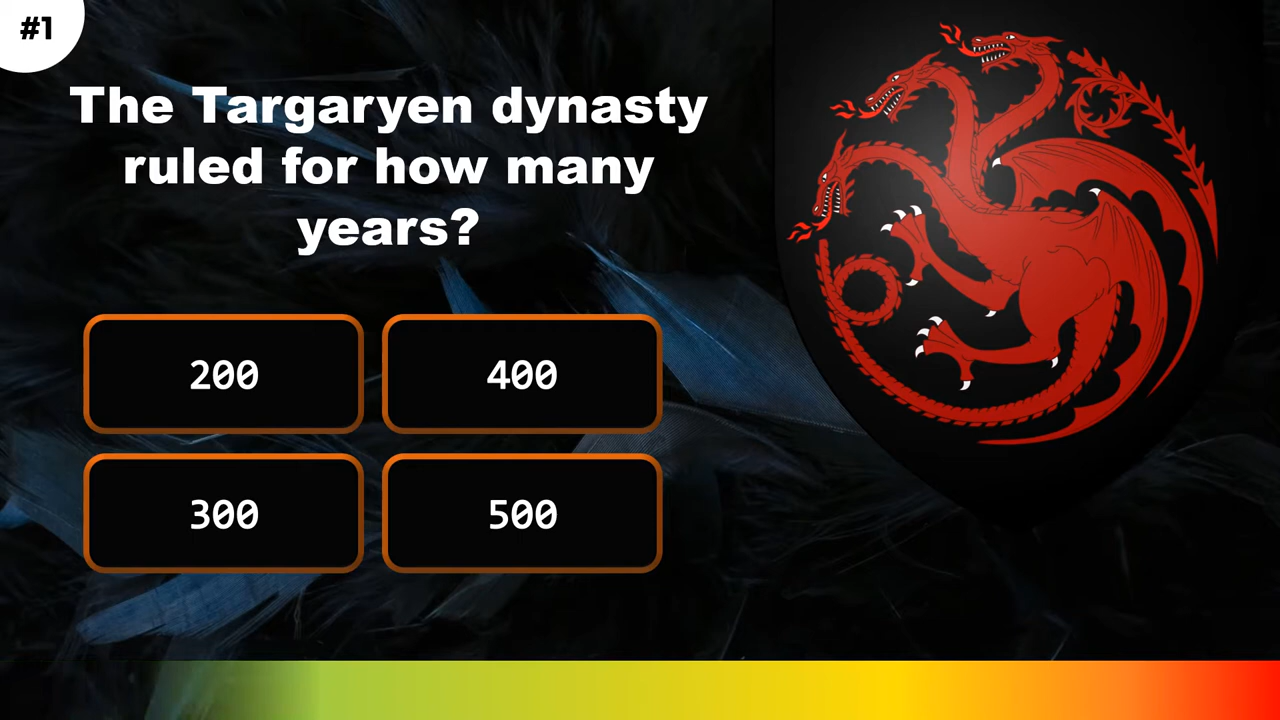 #1
The Targaryen dynasty
ruled for how many
years?
200
400
300
500